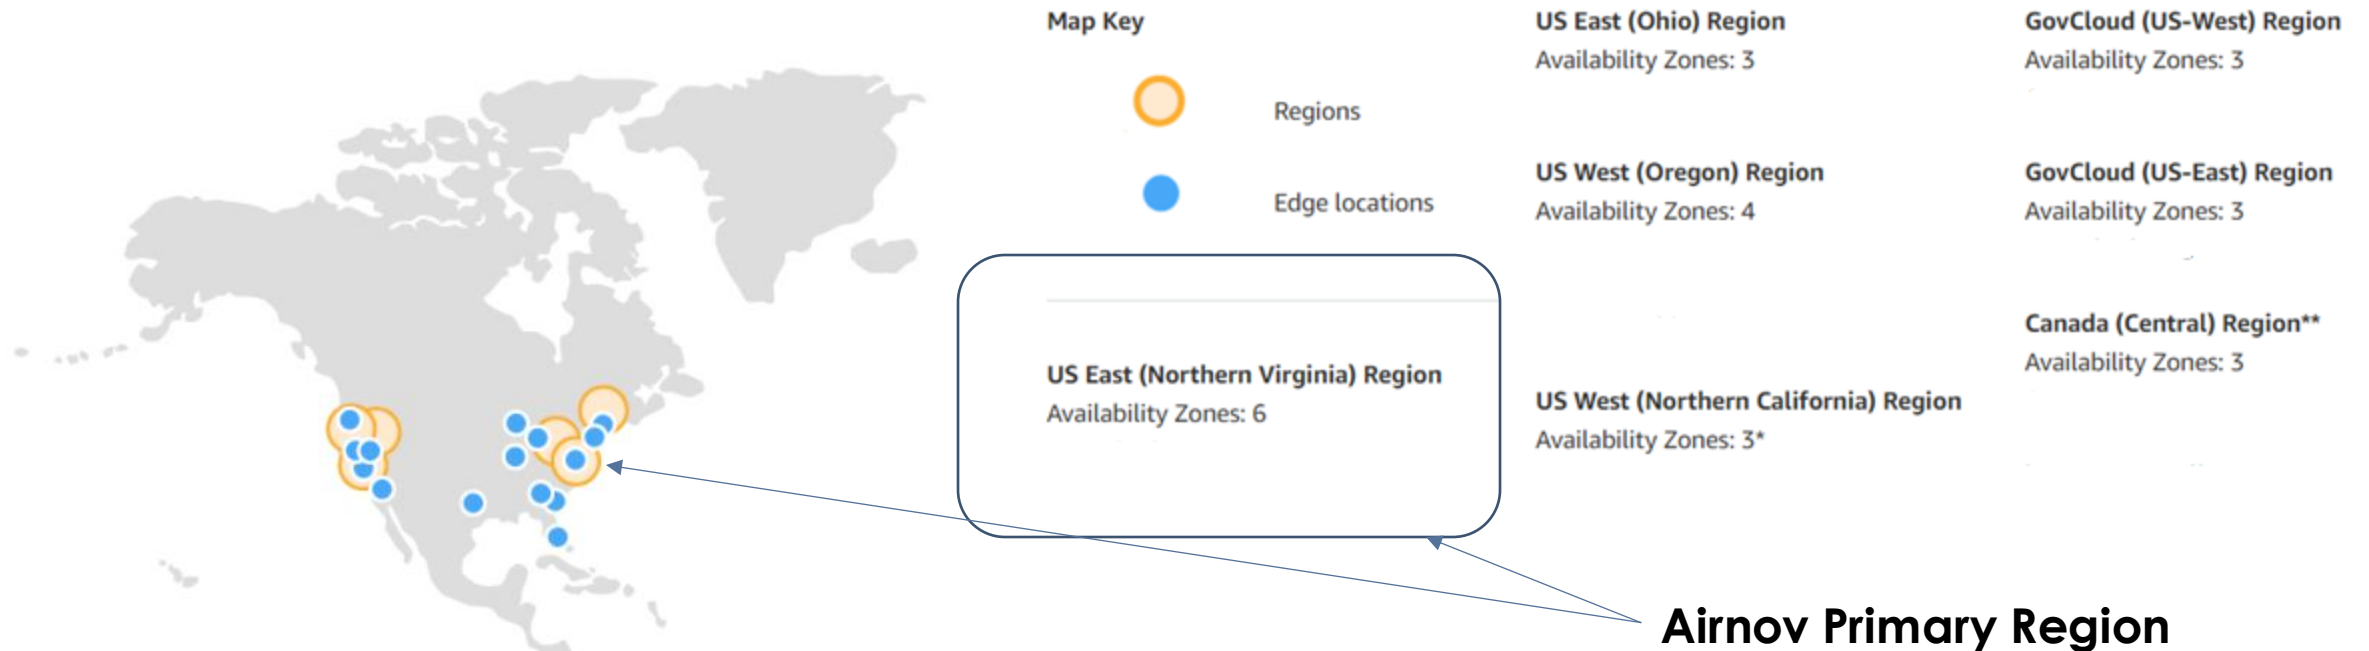 Map Key
Regions
Edge locations
US East (Northern Virginia) Region
Availability Zones: 6
US East (Ohio) Region
Availability Zones: 3
US West (Oregon) Region
Availability Zones: 4
US West (Northern California) Region
Availability Zones: 3*
GovCloud (US-West) Region
Availability Zones: 3
GovCloud (US-East) Region
Availability Zones: 3
Canada (Central) Region**
Availability Zones: 3
Airnov Primary Region